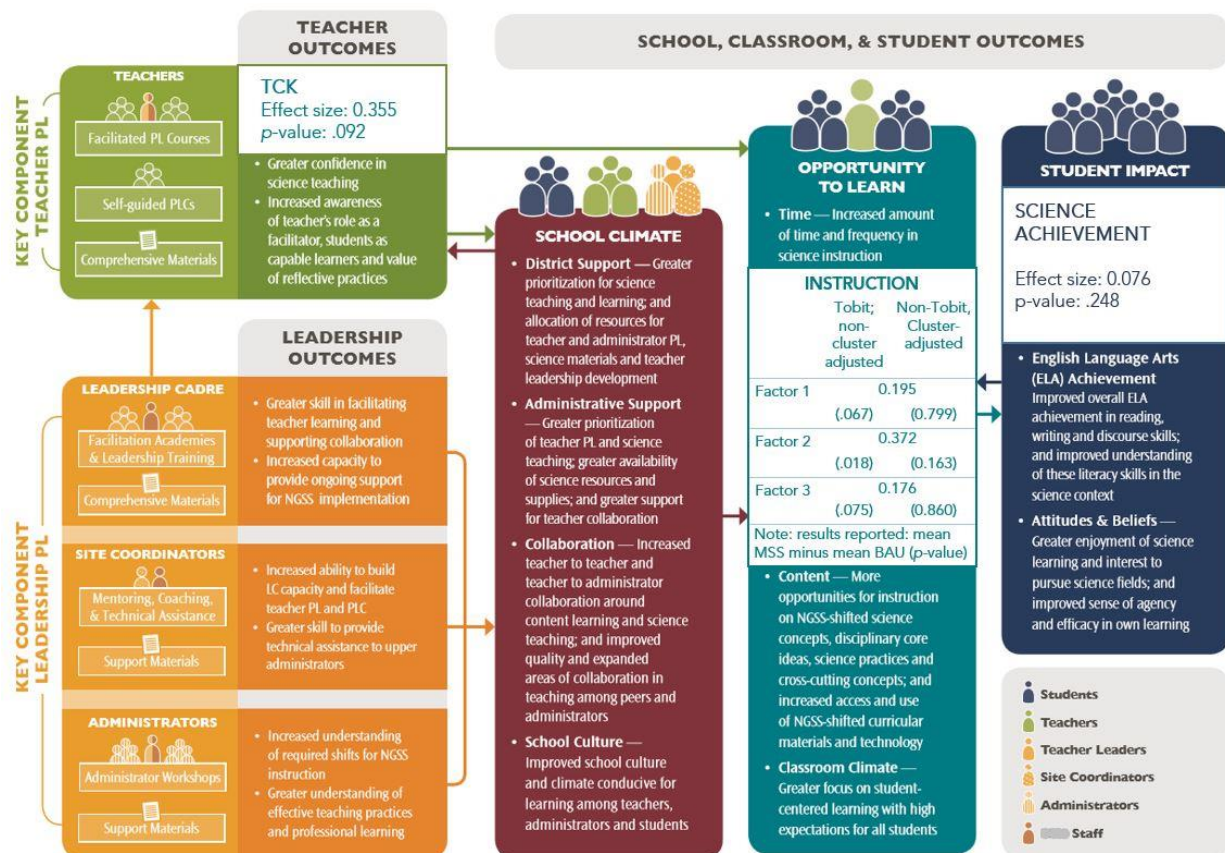 TEACHER
OUTCOMES
SCHOOL, CLASSROOM, & STUDENT OUTCOMES
KEY COMPONENT
TEACHER PL
TEACHERS
Facilitated PL Courses
Self-guided PLCs
Comprehensive Materials
TCK
Effect size: 0.355
p-value: .092
• Greater confidence in
science teaching
• Increased awareness
of teacher's role as a
facilitator, students as
capable learners and value
of reflective practices
LEADERSHIP
OUTCOMES
KEY COMPONENT
LEADERSHIP PL
LEADERSHIP CADRE
Facilitation Academies
& Leadership Training
Comprehensive Materials
• Greater skill in facilitating
teacher learning and
supporting collaboration
• Increased capacity to
provide ongoing support
for NGSS implementation
SITE COORDINATORS
Mentoring, Coaching,
& Technical Assistance
Support Materials
• Increased ability to build
LC capacity and facilitate
teacher PL and PLC
• Greater skill to provide
technical assistance to upper
administrators
ADMINISTRATORS
Administrator Workshops
Support Materials
• Increased understanding
of required shifts for NGSS
instruction
• Greater understanding of
effective teaching practices
and professional learning
SCHOOL CLIMATE
• District Support — Greater
prioritization for science
teaching and learning; and
allocation of resources for
teacher and administrator PL,
science materials and teacher
leadership development
• Administrative Support
— Greater prioritization
of teacher PL and science
teaching; greater availability
of science resources and
supplies; and greater support
for teacher collaboration
• Collaboration — Increased
teacher to teacher and
teacher to administrator
collaboration around
content learning and science
teaching; and improved
quality and expanded
areas of collaboration in
teaching among peers and
administrators
• School Culture —
Improved school culture
and climate conducive for
learning among teachers,
administrators and students
OPPORTUNITY
TO LEARN
• Time — Increased amount
of time and frequency in
science instruction
INSTRUCTION
Tobit; Non-Tobit,
non- Cluster-
cluster adjusted
adjusted
Factor 1 0.195
(.067) (0.799)
Factor 2 0.372
(.018) (0.163)
Factor 3 0.176
(.075) (0.860)
Note: results reported: mean
MSS minus mean BAU (p-value)
• Content — More
opportunities for instruction
on NGSS-shifted science
concepts, disciplinary core
ideas, science practices and
cross-cutting concepts; and
increased access and use
of NGSS-shifted curricular
materials and technology
• Classroom Climate —
Greater focus on student-
centered learning with high
expectations for all students
STUDENT IMPACT
SCIENCE
ACHIEVEMENT
Effect size: 0.076
p-value: .248
• English Language Arts
(ELA) Achievement
Improved overall ELA
achievement in reading,
writing and discourse skills;
and improved understanding
of these literacy skills in the
science context
• Attitudes & Beliefs —
Greater enjoyment of science
learning and interest to
pursue science fields; and
improved sense of agency
and efficacy in own learning
Students
Teachers
Teacher Leaders
Site Coordinators
Administrators
Staff